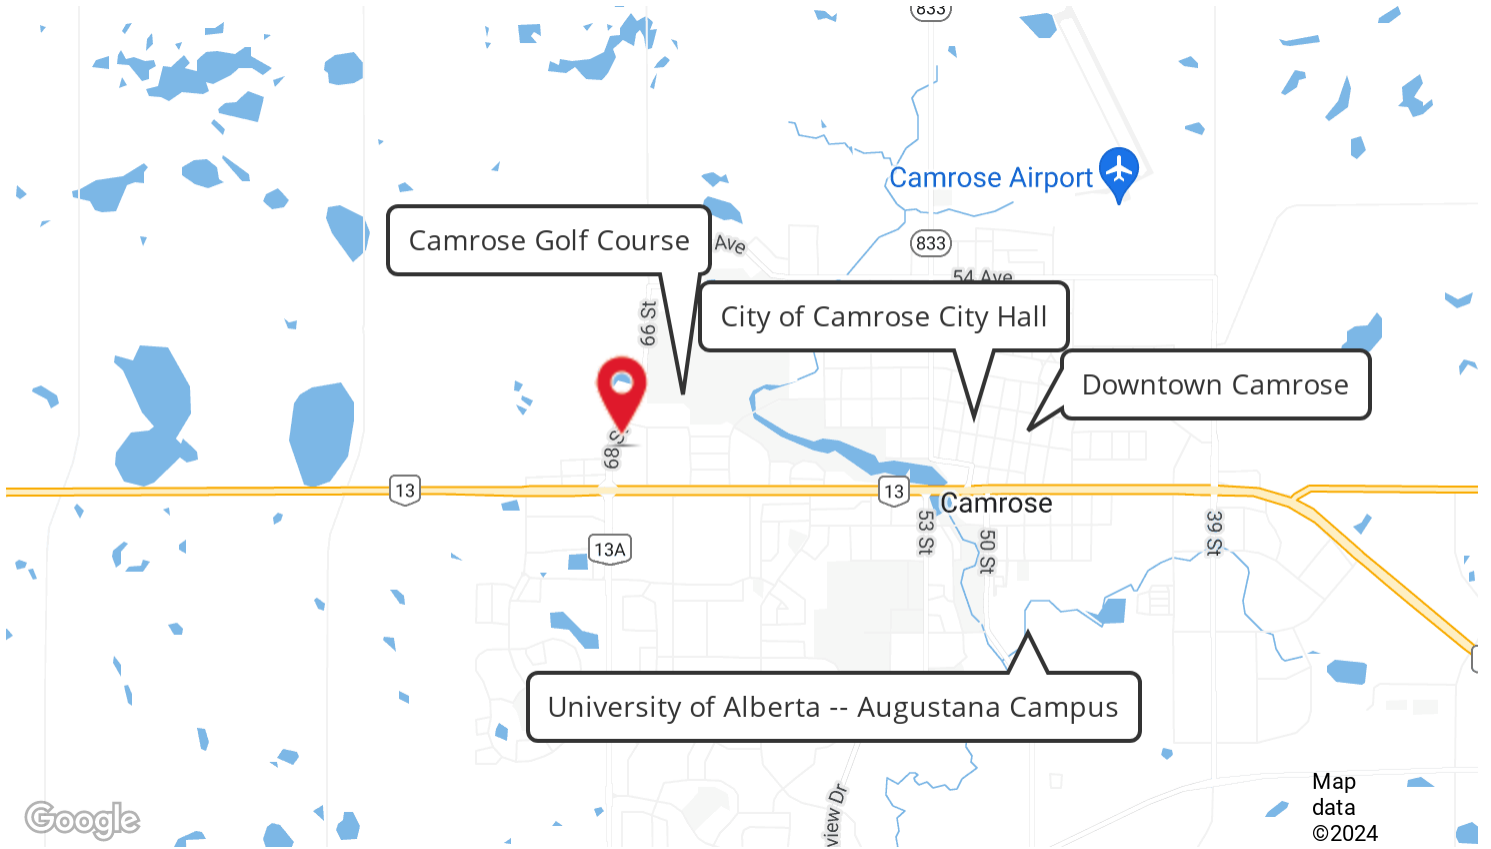 833
Camrose Airport
Camrose Golf Course
Ave
833
54 Ave
City of Camrose City Hall
66 St
Downtown Camrose
68 St
13
13
Camrose
53 St
50 St
39 St
13A
University of Alberta -- Augustana Campus
view Dr
Google
Map
data
©2024